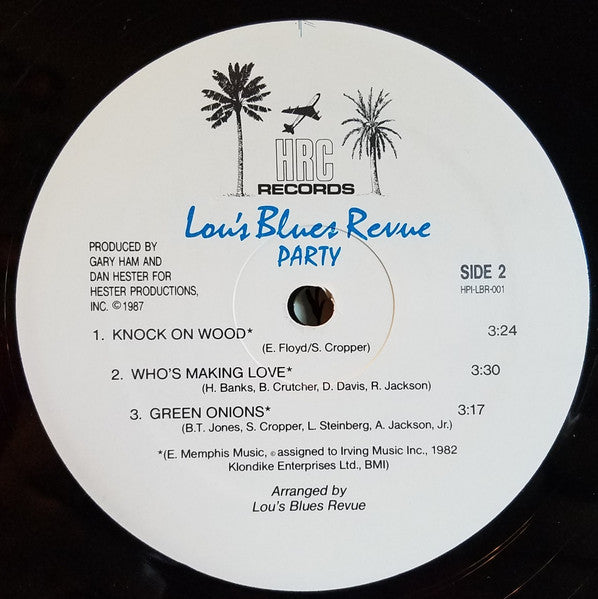 HRC
RECORDS
Lou's Blues Revue
PARTY
PRODUCED BY
GARY HAM AND
DAN HESTER FOR
HESTER PRODUCTIONS,
INC. ©1987
SIDE 2
HPI-LBR-001
1. KNOCK ON WOOD* 3:24
(E. Floyd/S. Cropper)
2. WHO'S MAKING LOVE* 3:30
(H. Banks, B. Crutcher, D. Davis, R. Jackson)
3. GREEN ONIONS* 3:17
(B.T. Jones, S. Cropper, L. Steinberg, A. Jackson, Jr.)
*(E. Memphis Music, © assigned to Irving Music Inc., 1982
Klondike Enterprises Ltd., BMI)
Arranged by
Lou's Blues Revue